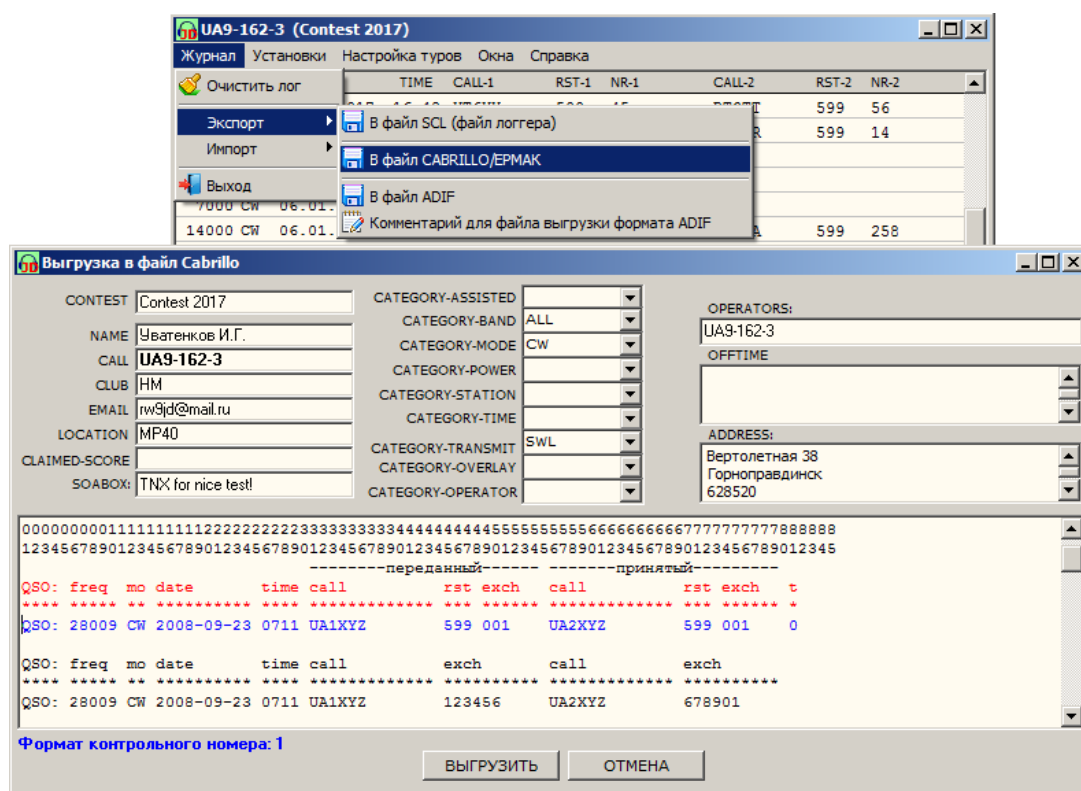 UA9-162-3 (Contest 2017)
Журнал Установки Настройка туров Окна Справка
Очистить лог TIME CALL-1 RST-1 NR-1 CALL-2 RST-2 NR-2
599 56
Экспорт В файл SCL (файл логгера) R 599 14
Импорт В файл CABRILLO/ЕРМАК
Выход В файл ADIF
7000 CW 06.01. Комментарий для файла выгрузки формата ADIF
14000 CW 06.01. A 599 258
Выгрузка в файл Cabrillo
CONTEST Contest 2017
NAME Уватенков И.Г.
CALL UA9-162-3
CLUB HM
EMAIL rw9jd@mail.ru
LOCATION MP40
CLAIMED-SCORE
SOABOX: TNX for nice test!
CATEGORY-ASSISTED
CATEGORY-BAND ALL
CATEGORY-MODE CW
CATEGORY-POWER
CATEGORY-STATION
CATEGORY-TIME
CATEGORY-TRANSMIT SWL
CATEGORY-OVERLAY
CATEGORY-OPERATOR
OPERATORS:
UA9-162-3
OFFTIME
ADDRESS:
Вертолетная 38
Горноправдинск
628520
0000000001111111111222222222233333333334444444444555555555566666666667777777777888888
1234567890123456789012345678901234567890123456789012345678901234567890123456789012345
--------переданный------ -------принятый---------
QSO: freq mo date time call rst exch call rst exch t
**** ***** ** ********** **** ************* *** ****** ************* *** ****** *
QSO: 28009 CW 2008-09-23 0711 UA1XYZ 599 001 UA2XYZ 599 001 0
QSO: freq mo date time call exch call exch
**** ***** ** ********** **** ************* ********** ************* **********
QSO: 28009 CW 2008-09-23 0711 UA1XYZ 123456 UA2XYZ 678901
Формат контрольного номера: 1
ВЫГРУЗИТЬ ОТМЕНА